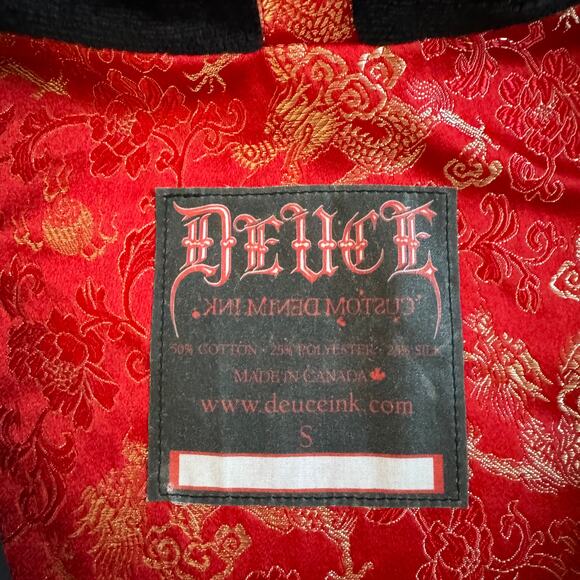 DEUCE
CUSTOM DENIM INK
50% COTTON · 25% POLYESTER · 25% SILK
MADE IN CANADA
www.deuceink.com
S